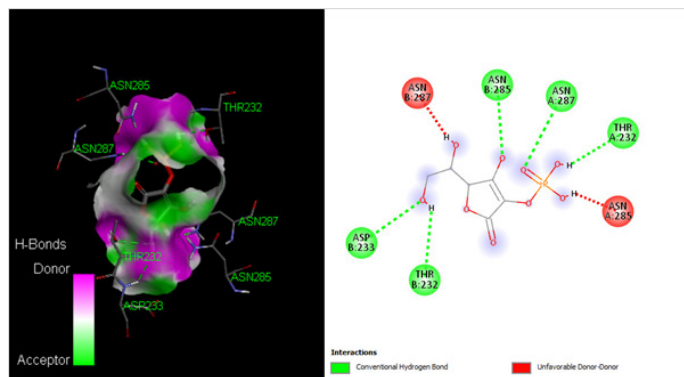 ASN285
THR232
ASN287
ASN287
H-Bonds
Donor
THR232
ASN285
ASP233
Acceptor
ASN
B:287
ASN
B:285
ASN
A:287
THR
A:232
ASN
A:285
ASP
B:233
THR
B:232
H
H
H
H
Interactions
Conventional Hydrogen Bond
Unfavorable Donor-Donor